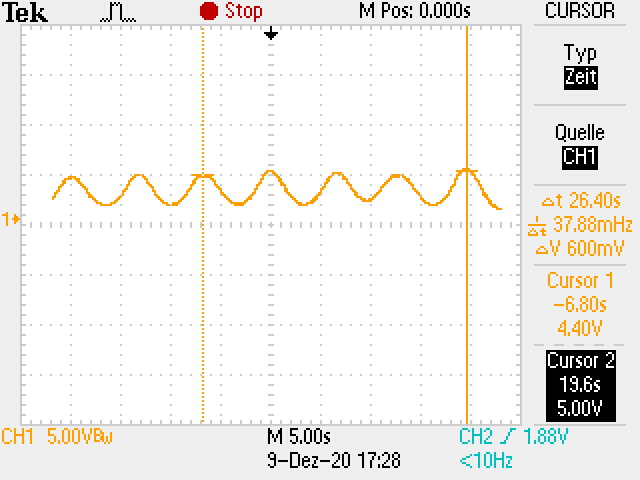 Tek Stop M Pos: 0.000s CURSOR
Typ
Zeit
Quelle
CH1
1
Δt 26.40s
1/Δt 37.88mHz
ΔV 600mV
Cursor 1
-6.80s
4.40V
Cursor 2
19.6s
5.00V
CH1 5.00VBw M 5.00s CH2 1.88V
9-Dez-20 17:28 <10Hz